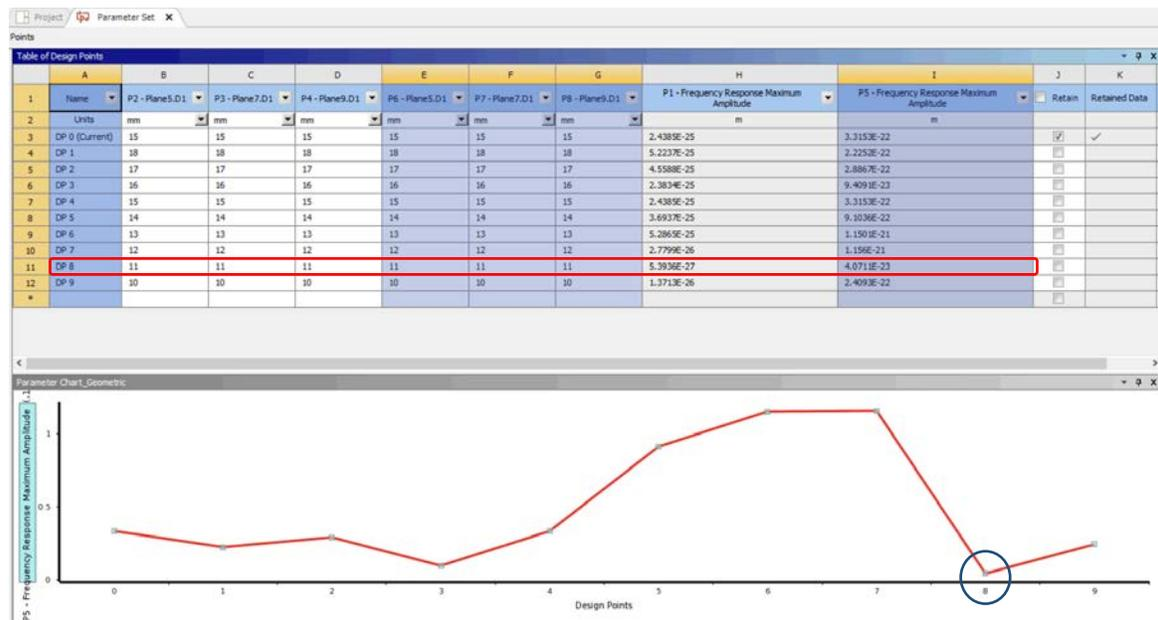 Project Parameter Set
Points
Table of Design Points
A B C D E F G H I J K
1 Name P2 - Plane5.D1 P3 - Plane7.D1 P4 - Plane9.D1 P6 - Plane5.D1 P7 - Plane7.D1 P8 - Plane9.D1 P1 - Frequency Response Maximum Amplitude P5 - Frequency Response Maximum Amplitude Retain Retained Data
2 Units mm mm mm mm mm mm m m
3 DP 0 (Current) 15 15 15 15 15 15 2.4385E-25 3.3153E-22
4 DP 1 18 18 18 18 18 18 5.2237E-25 2.2252E-22
5 DP 2 17 17 17 17 17 17 4.5588E-25 2.8867E-22
6 DP 3 16 16 16 16 16 16 2.3834E-25 9.4091E-23
7 DP 4 15 15 15 15 15 15 2.4385E-25 3.3153E-22
8 DP 5 14 14 14 14 14 14 3.6937E-25 9.1036E-22
9 DP 6 13 13 13 13 13 13 5.2865E-25 1.1501E-21
10 DP 7 12 12 12 12 12 12 2.7799E-26 1.156E-21
11 DP 8 11 11 11 11 11 11 5.3936E-27 4.0711E-23
12 DP 9 10 10 10 10 10 10 1.3713E-26 2.4093E-22
*
Parameter Chart_Geometric
P5 - Frequency Response Maximum Amplitude
1
0.5
0
0 1 2 3 4 5 6 7 8 9
Design Points